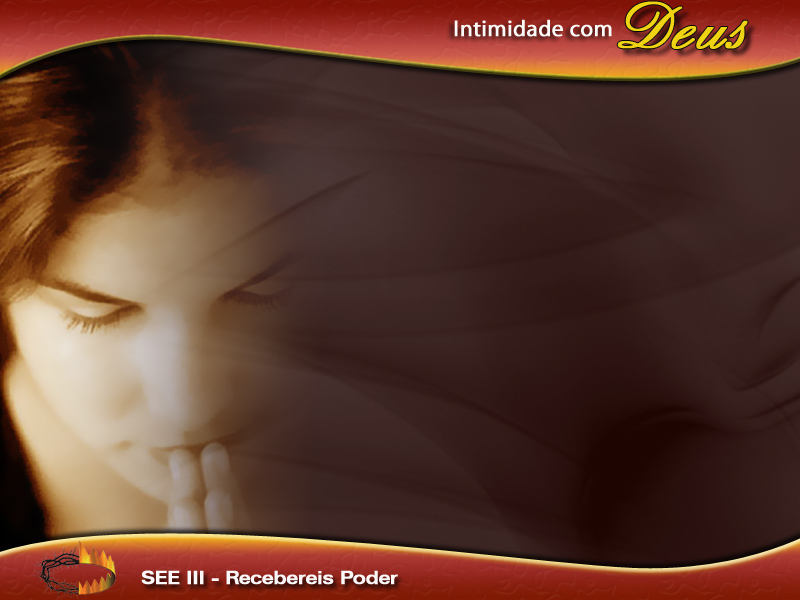 Intimidade com Deus
SEE III - Recebereis Poder